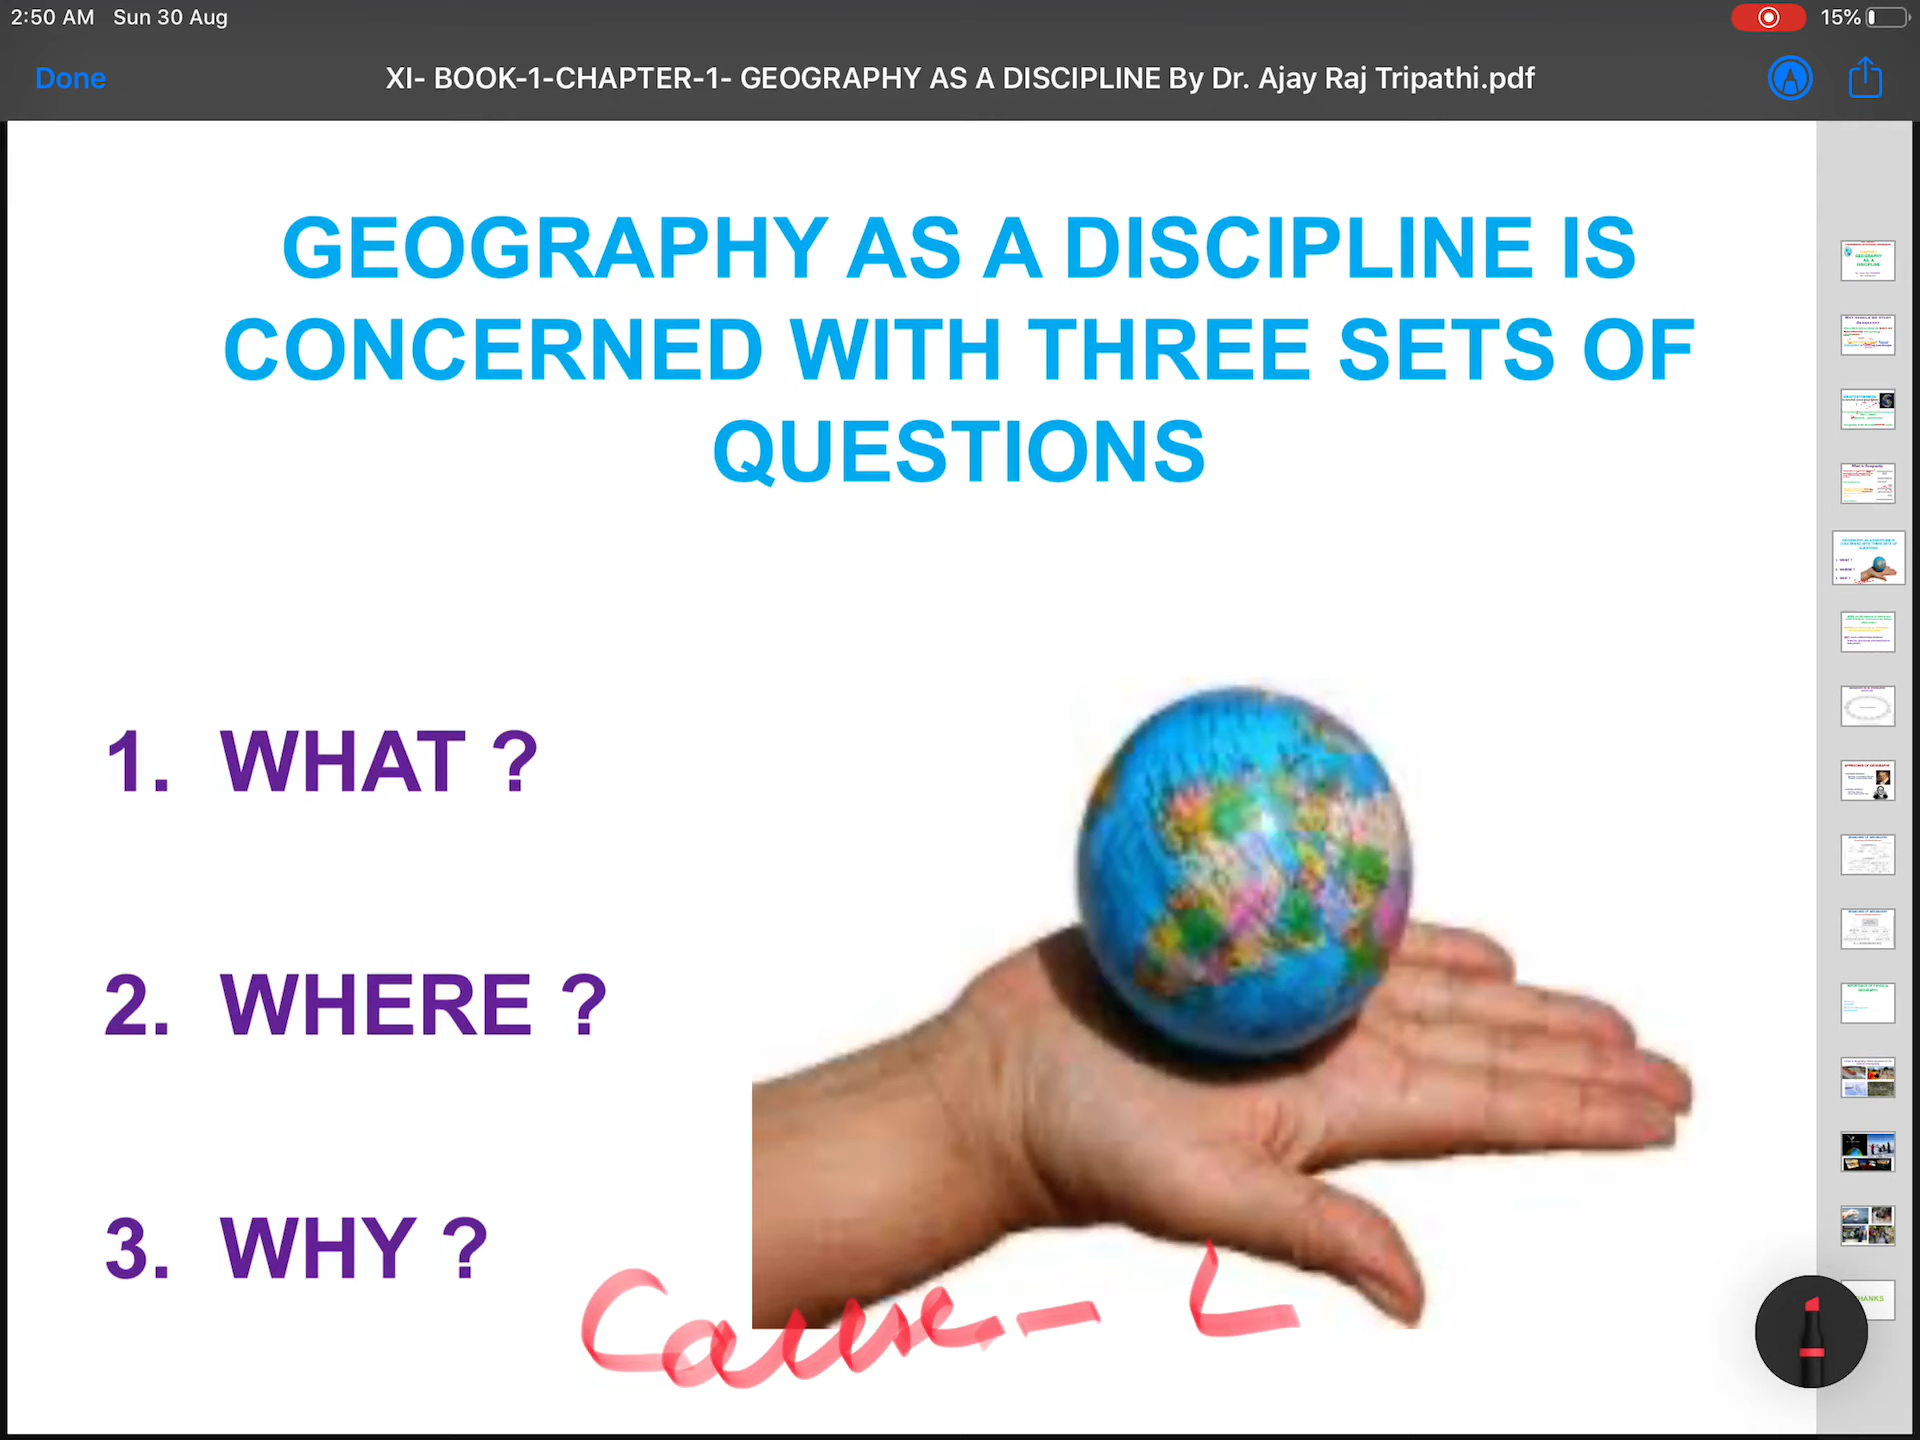 2:50 AM Sun 30 Aug
15%
Done
XI- BOOK-1-CHAPTER-1- GEOGRAPHY AS A DISCIPLINE By Dr. Ajay Raj Tripathi.pdf
GEOGRAPHY AS A DISCIPLINE IS
CONCERNED WITH THREE SETS OF
QUESTIONS
1. WHAT ?
2. WHERE ?
3. WHY ?
Cause - L